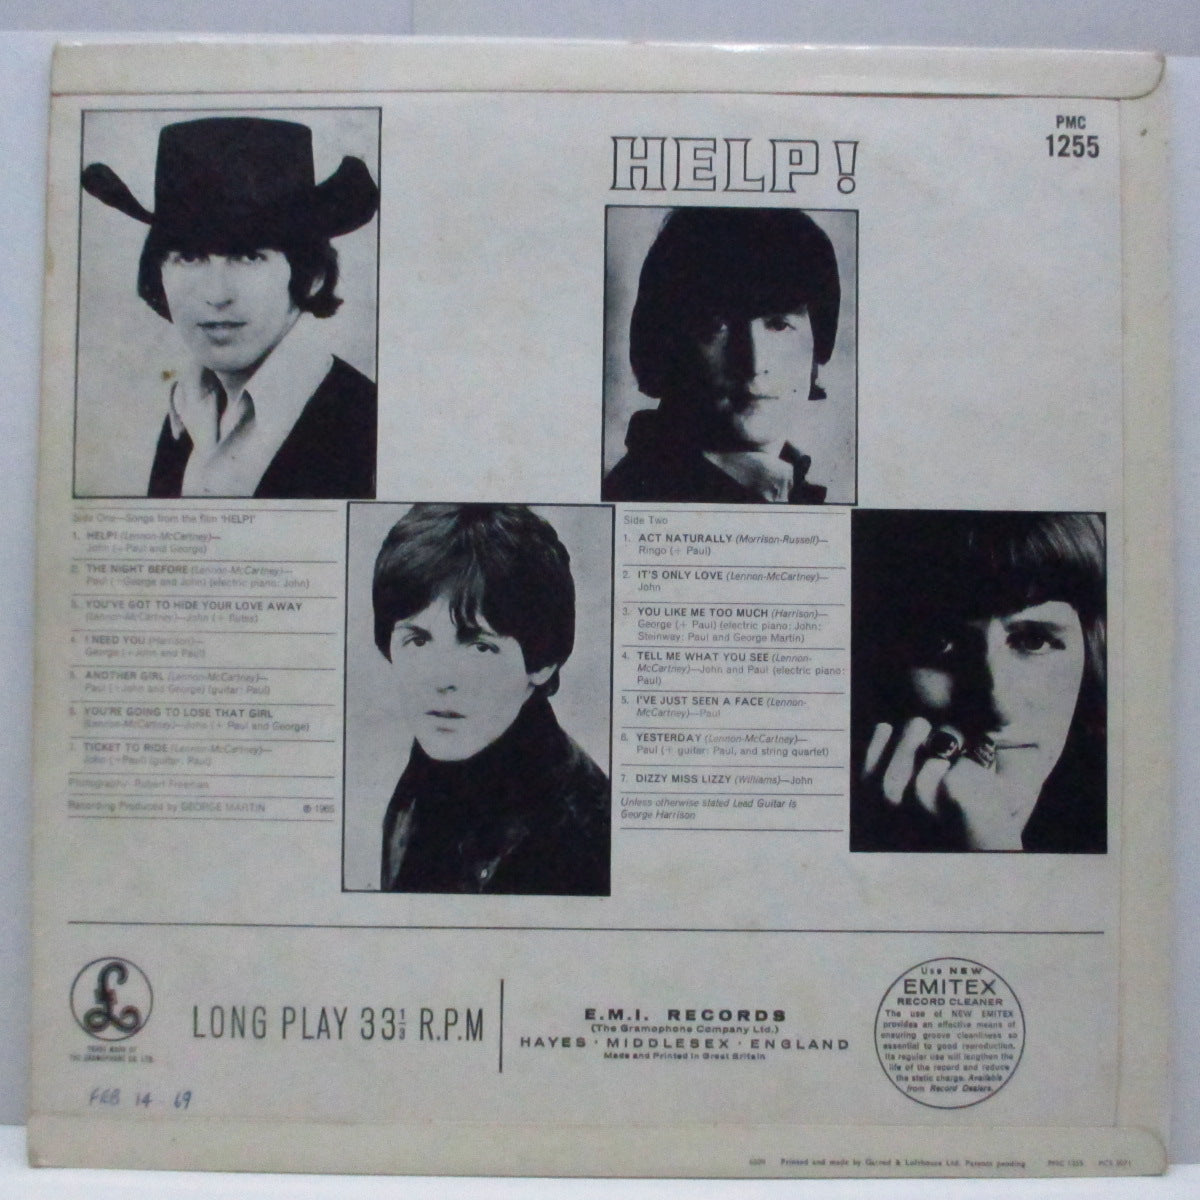 PMC
1255
HELP!
Side One—Songs from the film 'HELP!'
1. HELP! (Lennon-McCartney)—
John (+ Paul and George)
2. THE NIGHT BEFORE (Lennon-McCartney)—
Paul (+George and John) (electric piano: John)
3. YOU'VE GOT TO HIDE YOUR LOVE AWAY
(Lennon-McCartney)—John (+ flutes)
4. I NEED YOU (Harrison)—
George (+John and Paul)
5. ANOTHER GIRL (Lennon-McCartney)—
Paul (+John and George) (guitar: Paul)
6. YOU'RE GOING TO LOSE THAT GIRL
(Lennon-McCartney)—John (+ Paul and George)
7. TICKET TO RIDE (Lennon-McCartney)—
John (+Paul) (guitar: Paul)
Photography: Robert Freeman
Recording Produced by GEORGE MARTIN ℗ 1965
Side Two
1. ACT NATURALLY (Morrison-Russell)—
Ringo (+ Paul)
2. IT'S ONLY LOVE (Lennon-McCartney)—
John
3. YOU LIKE ME TOO MUCH (Harrison)—
George (+ Paul) (electric piano: John;
Steinway: Paul and George Martin)
4. TELL ME WHAT YOU SEE (Lennon-
McCartney)—John and Paul (electric piano:
Paul)
5. I'VE JUST SEEN A FACE (Lennon-
McCartney)—Paul
6. YESTERDAY (Lennon-McCartney)—
Paul (+ guitar: Paul, and string quartet)
7. DIZZY MISS LIZZY (Williams)—John
Unless otherwise stated Lead Guitar is
George Harrison
£
TRADE MARK OF
THE GRAMOPHONE CO. LTD.
LONG PLAY 33⅓ R.P.M
E.M.I. RECORDS
(The Gramophone Company Ltd.)
HAYES · MIDDLESEX · ENGLAND
Made and Printed in Great Britain
Use NEW
EMITEX
RECORD CLEANER
The use of NEW EMITEX
provides an effective means of
ensuring groove cleanliness so
essential to good reproduction.
Its regular use will lengthen the
life of the record and reduce
the static charge. Available
from Record Dealers.
FEB 14 69
Printed and made by Garrod & Lofthouse Ltd. Patents pending PMC 1255 PCS 3071